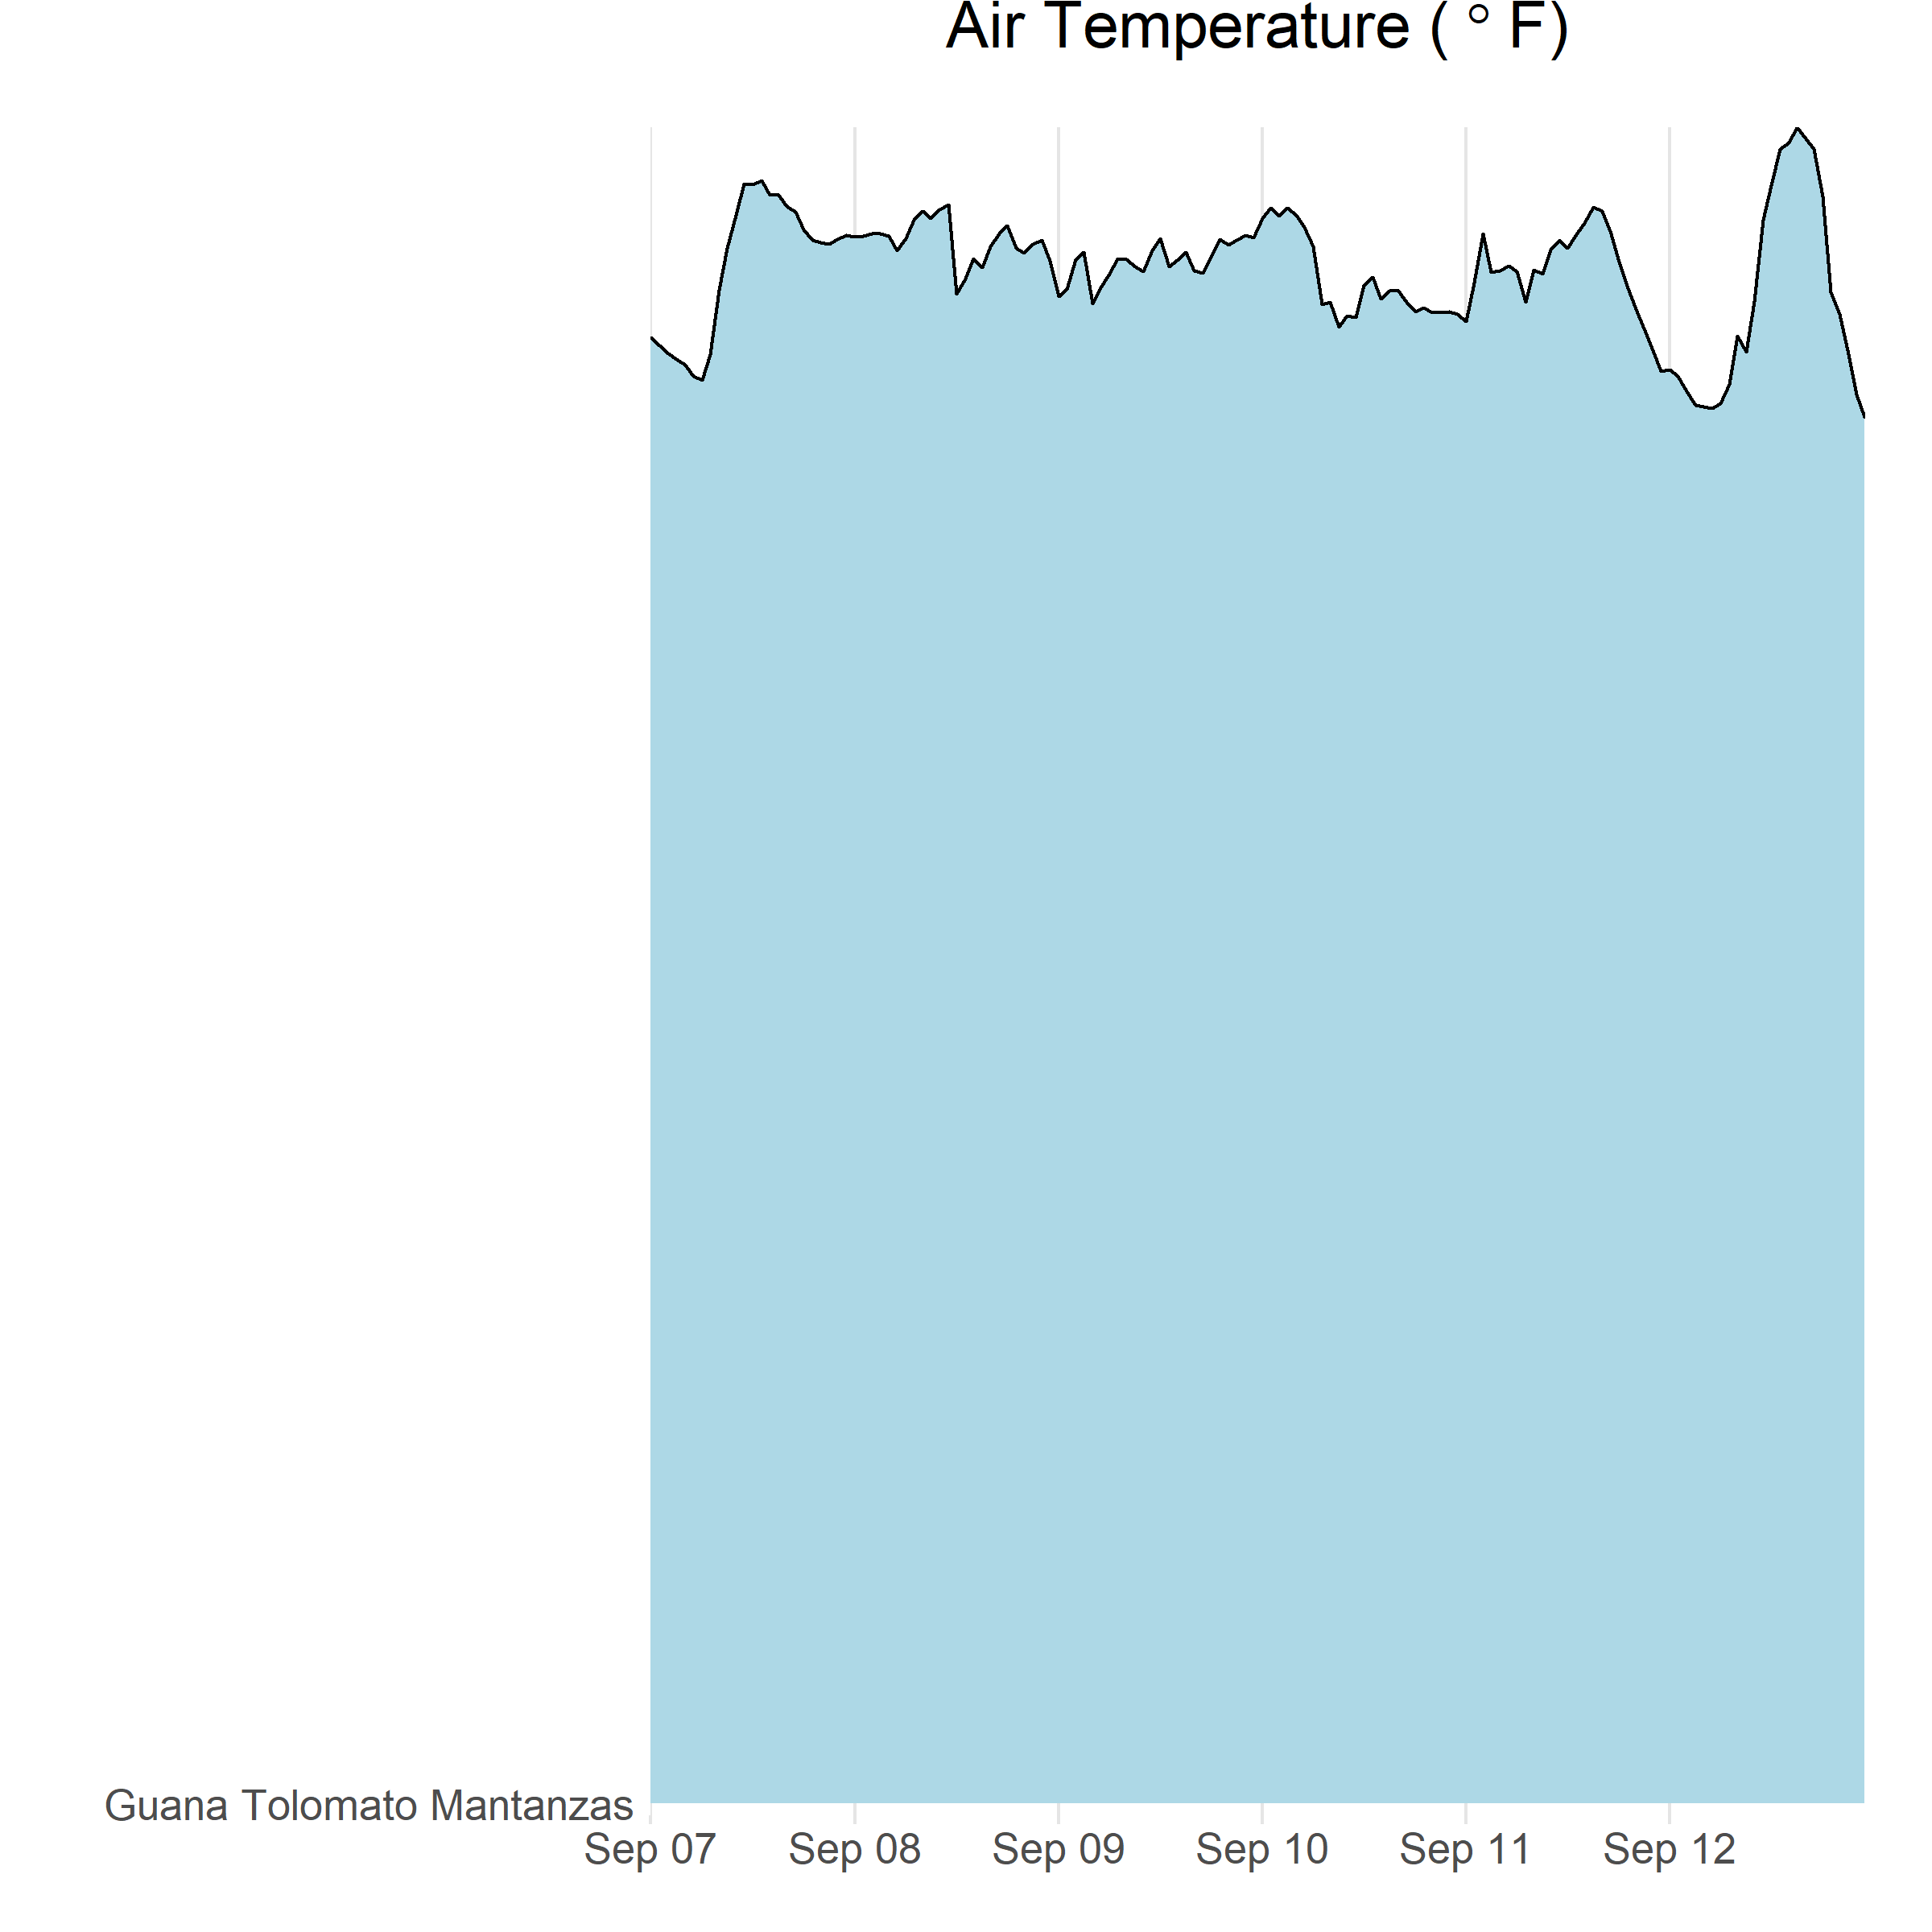 Air Temperature ( ° F)
Guana Tolomato Mantanzas
Sep 07 Sep 08 Sep 09 Sep 10 Sep 11 Sep 12